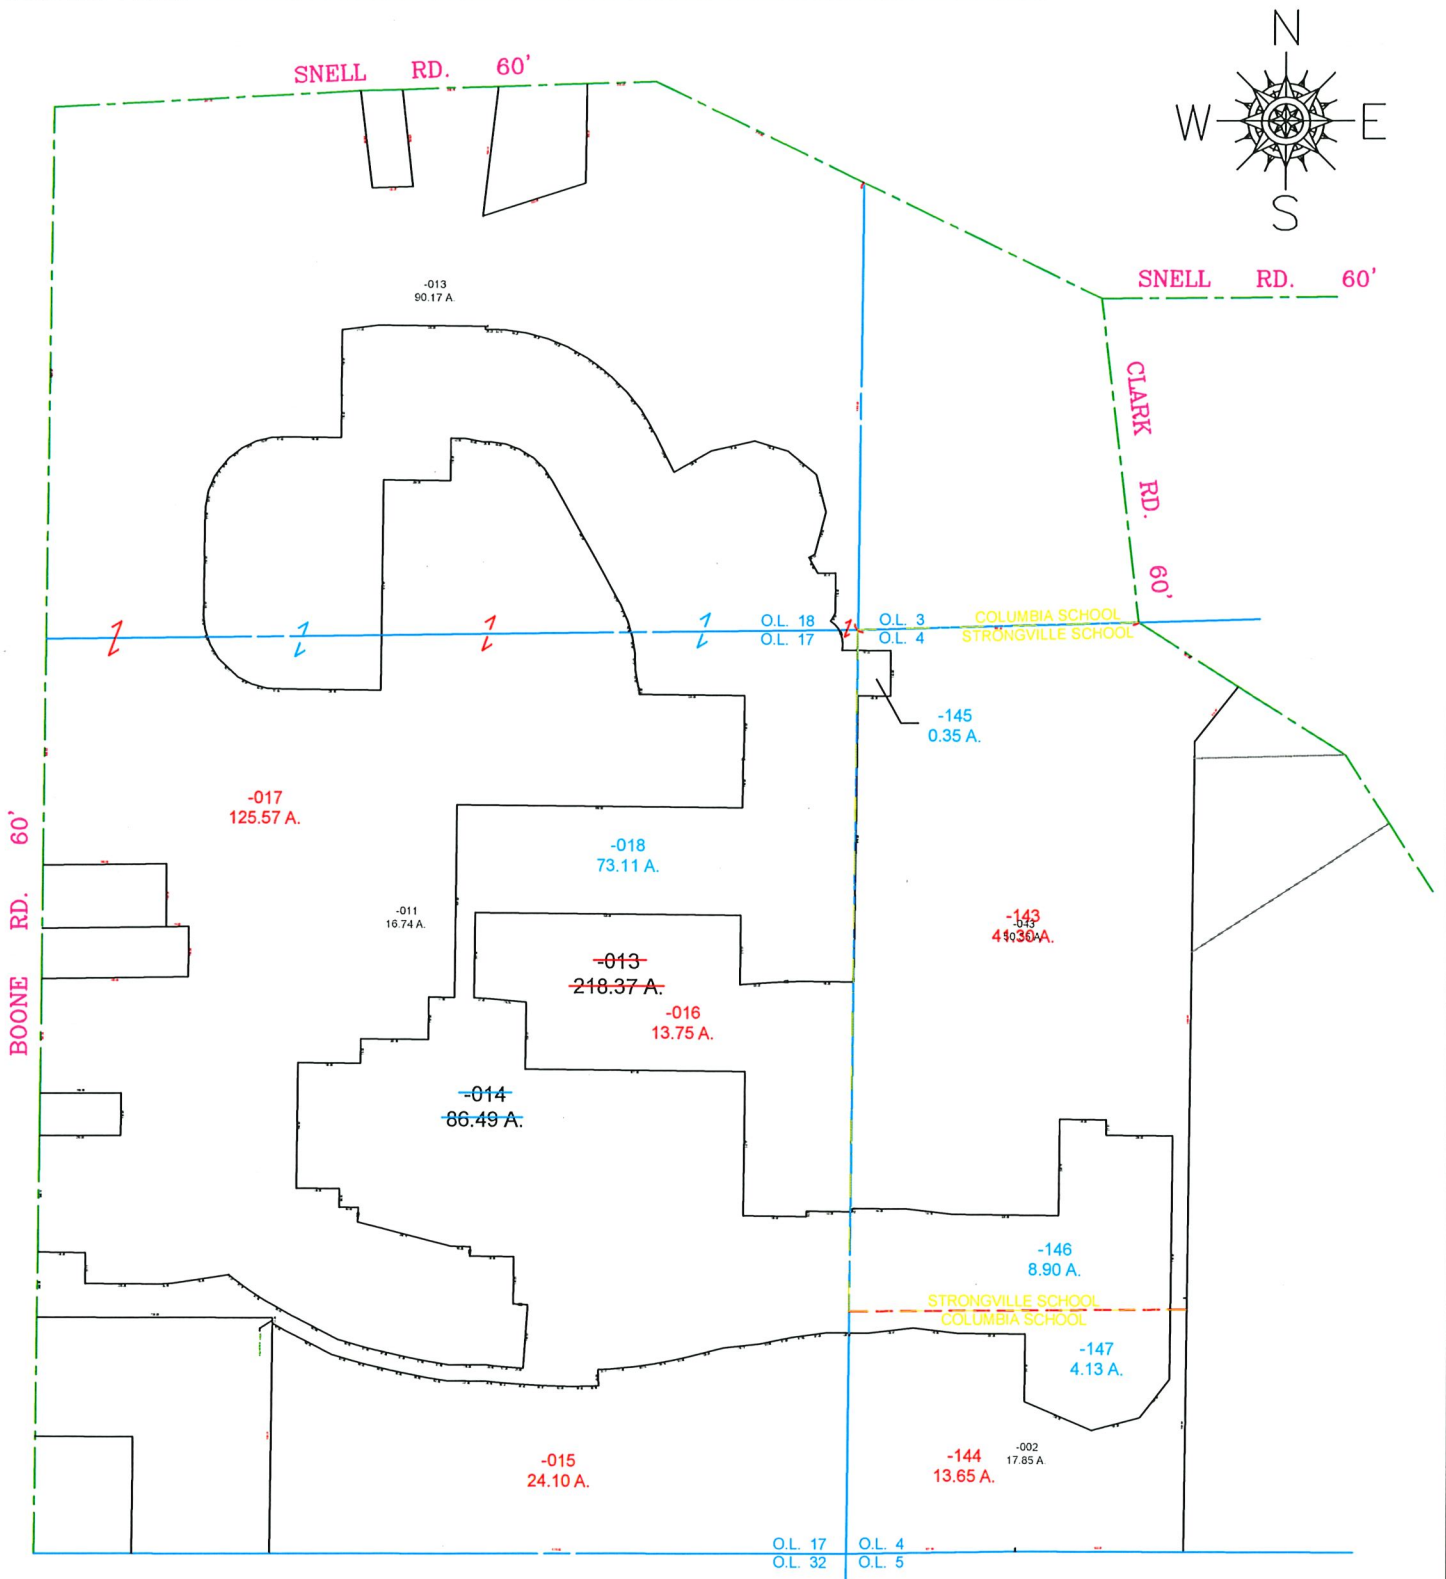 N
W E
S
SNELL RD. 60'
SNELL RD. 60'
CLARK RD. 60'
-013
90.17 A.
O.L. 18 O.L. 3
O.L. 17 O.L. 4
COLUMBIA SCHOOL
STRONGVILLE SCHOOL
-145
0.35 A.
BOONE RD. 60'
-017
125.57 A.
-018
73.11 A.
-011
16.74 A.
-143
41.30 A.
-013
218.37 A.
-016
13.75 A.
-014
86.49 A.
-146
8.90 A.
STRONGVILLE SCHOOL
COLUMBIA SCHOOL
-147
4.13 A.
-015
24.10 A.
-144
13.65 A.
-002
17.85 A.
O.L. 17 O.L. 4
O.L. 32 O.L. 5